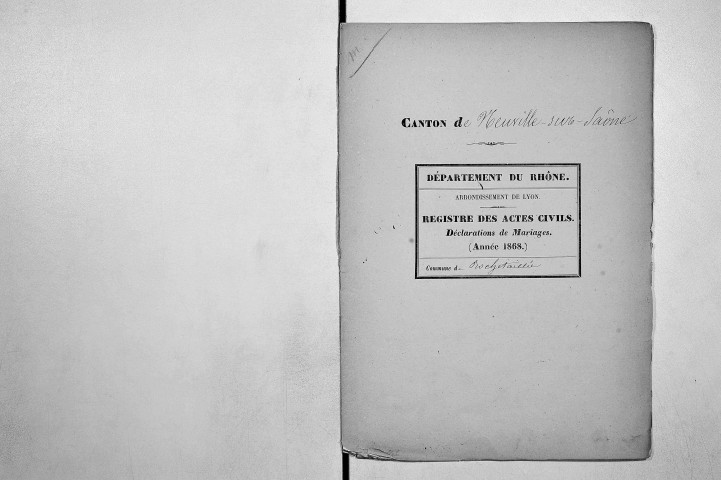 CANTON de Neuville-sur-Saône
DÉPARTEMENT DU RHÔNE.
ARRONDISSEMENT DE LYON.
REGISTRE DES ACTES CIVILS.
Déclarations de Mariages.
(Année 1868.)
Commune de Rochetaillée